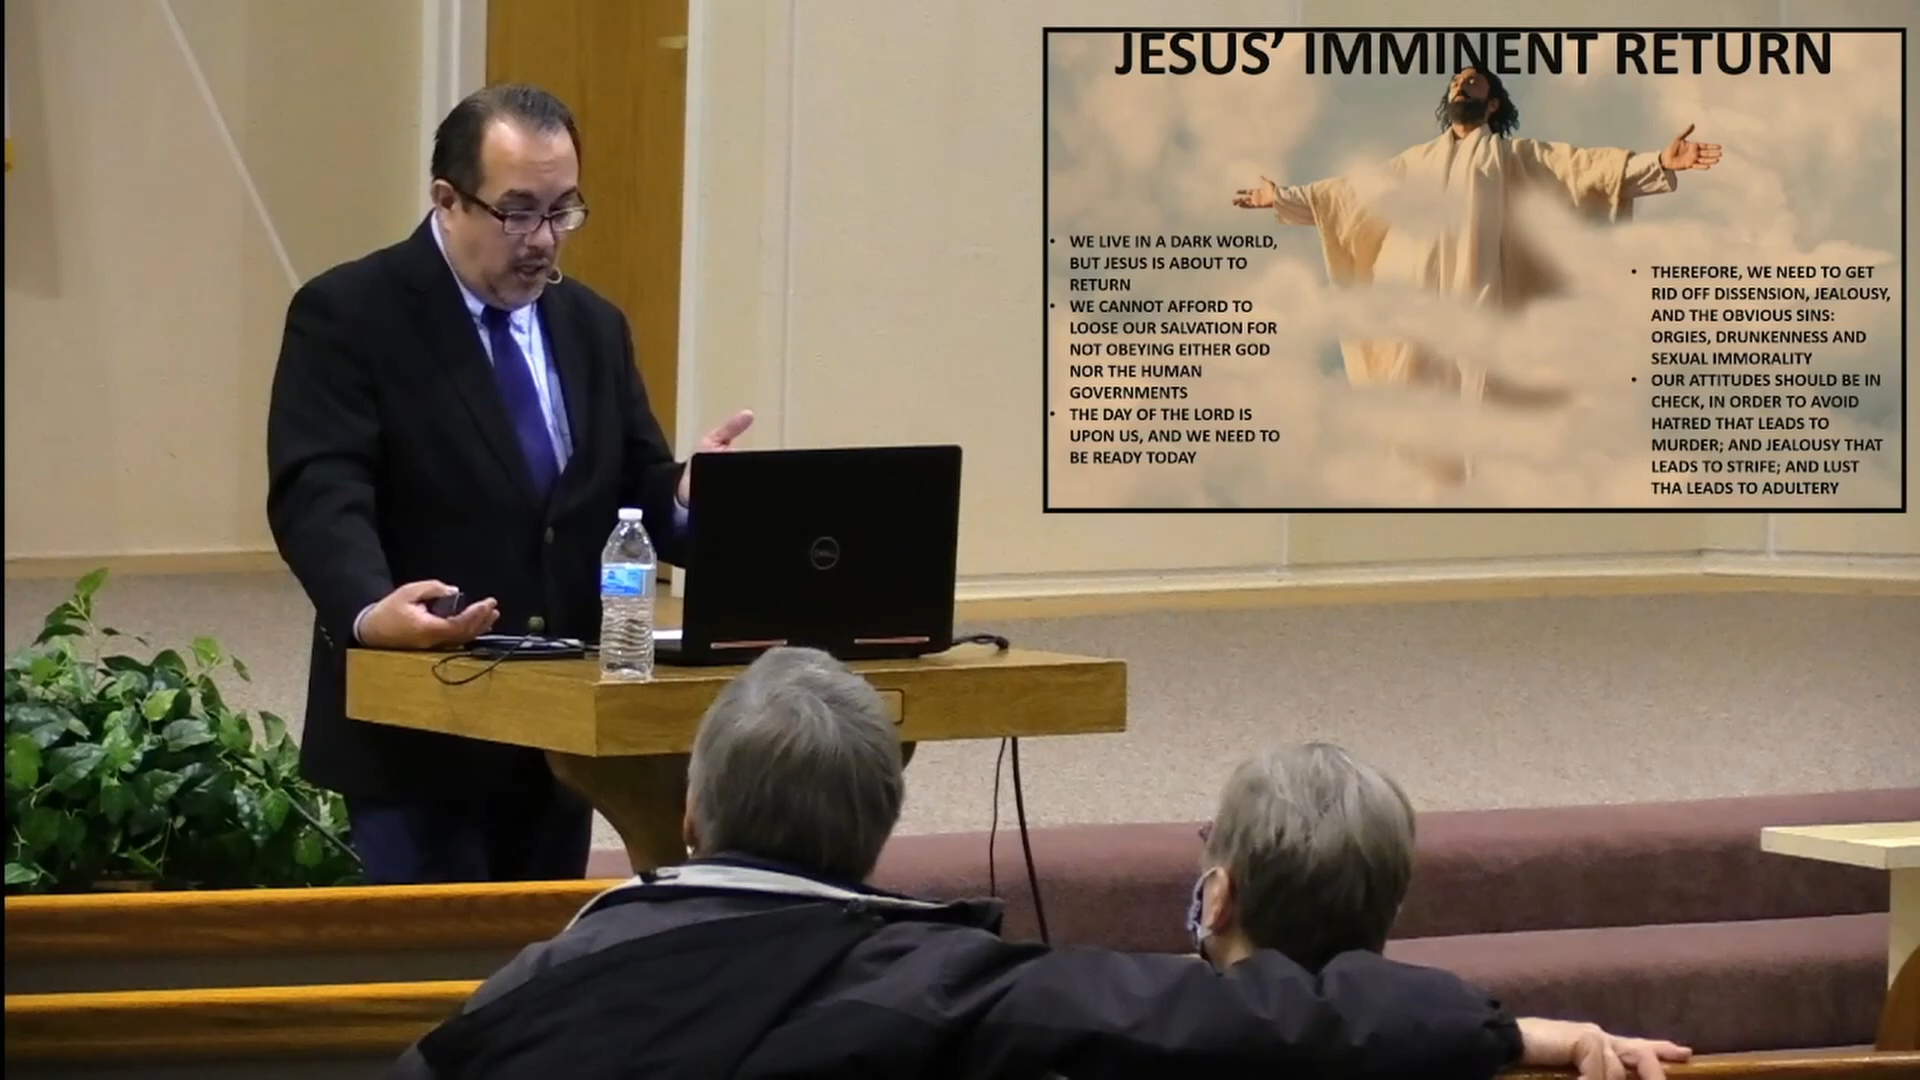 JESUS’ IMMINENT RETURN
• WE LIVE IN A DARK WORLD,
BUT JESUS IS ABOUT TO
RETURN
• WE CANNOT AFFORD TO
LOOSE OUR SALVATION FOR
NOT OBEYING EITHER GOD
NOR THE HUMAN
GOVERNMENTS
• THE DAY OF THE LORD IS
UPON US, AND WE NEED TO
BE READY TODAY
• THEREFORE, WE NEED TO GET
RID OFF DISSENSION, JEALOUSY,
AND THE OBVIOUS SINS:
ORGIES, DRUNKENNESS AND
SEXUAL IMMORALITY
• OUR ATTITUDES SHOULD BE IN
CHECK, IN ORDER TO AVOID
HATRED THAT LEADS TO
MURDER; AND JEALOUSY THAT
LEADS TO STRIFE; AND LUST
THA LEADS TO ADULTERY
DELL